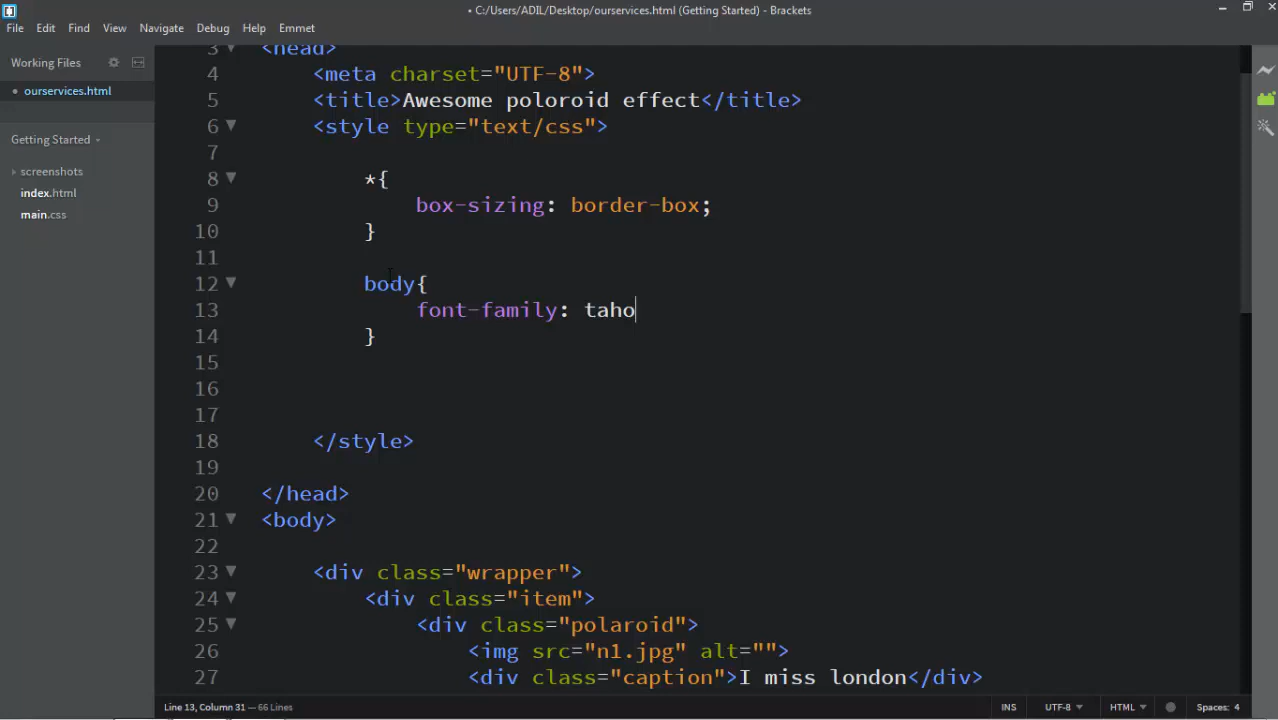 • C:/Users/ADIL/Desktop/ourservices.html (Getting Started) - Brackets
File Edit Find View Navigate Debug Help Emmet
Working Files
• ourservices.html
Getting Started
screenshots
index.html
main.css
3 <head>
4 <meta charset="UTF-8">
5 <title>Awesome poloroid effect</title>
6 <style type="text/css">
7
8 *{
9 box-sizing: border-box;
10 }
11
12 body{
13 font-family: taho
14 }
15
16
17
18 </style>
19
20 </head>
21 <body>
22
23 <div class="wrapper">
24 <div class="item">
25 <div class="polaroid">
26 <img src="n1.jpg" alt="">
27 <div class="caption">I miss london</div>
Line 13, Column 31 — 66 Lines
INS UTF-8 HTML Spaces: 4